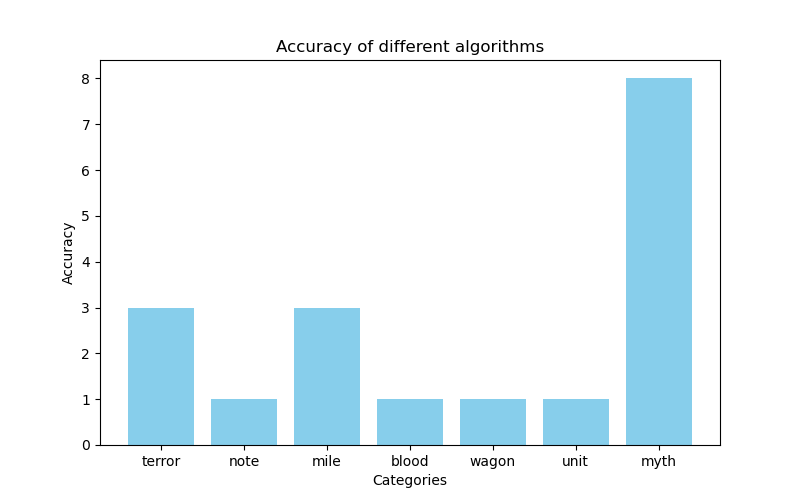 Accuracy of different algorithms
8
7
6
5
4
3
2
1
0
Accuracy
terror note mile blood wagon unit myth
Categories